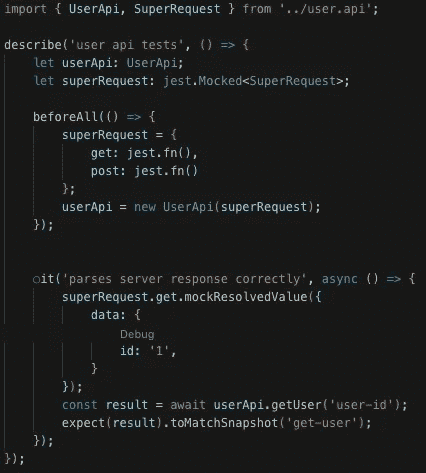 import { UserApi, SuperRequest } from '../user.api';
describe('user api tests', () => {
let userApi: UserApi;
let superRequest: jest.Mocked<SuperRequest>;
beforeAll(() => {
superRequest = {
get: jest.fn(),
post: jest.fn()
};
userApi = new UserApi(superRequest);
});
it('parses server response correctly', async () => {
superRequest.get.mockResolvedValue({
data: {
Debug
id: '1',
}
});
const result = await userApi.getUser('user-id');
expect(result).toMatchSnapshot('get-user');
});
});